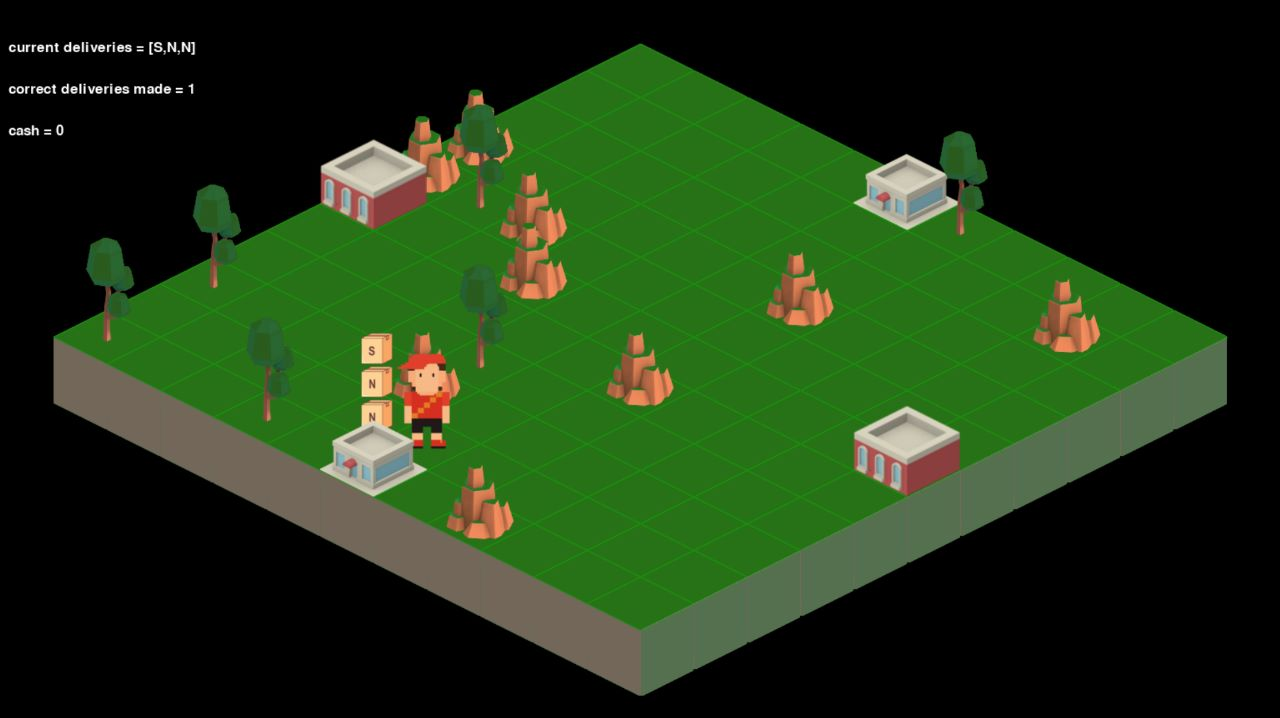 current deliveries = [S,N,N]
correct deliveries made = 1
cash = 0
S
N
N